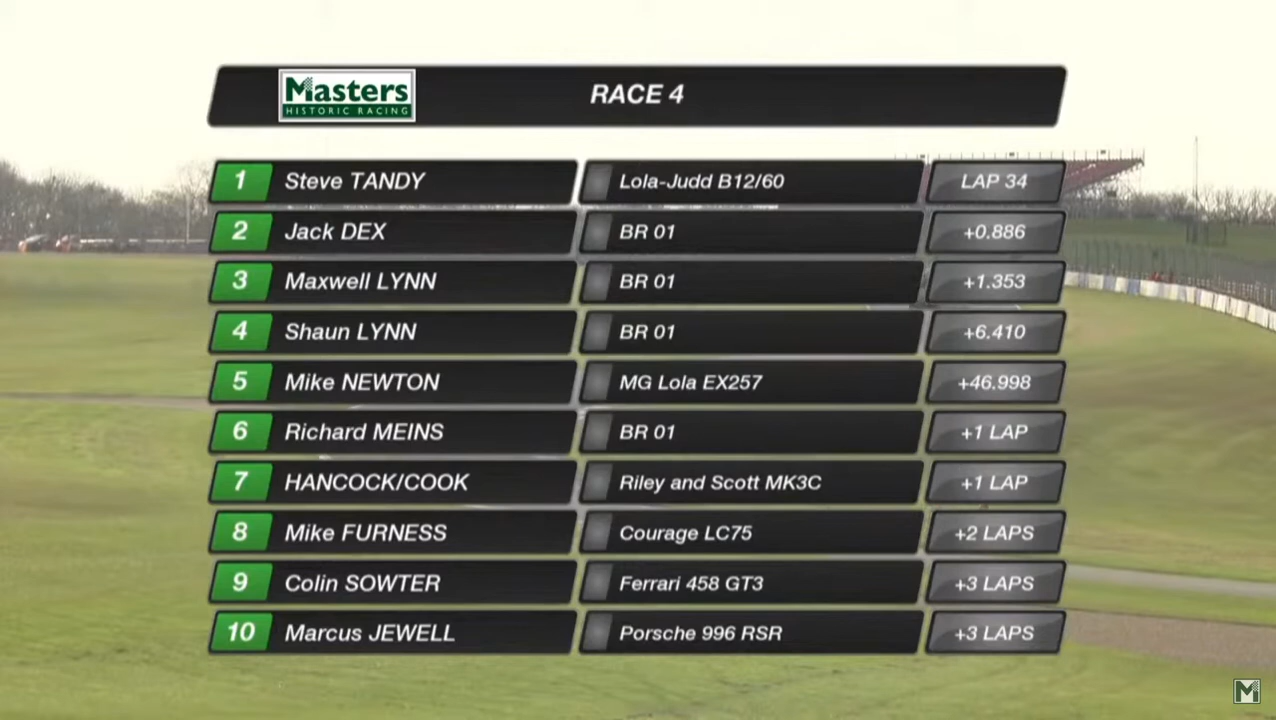 Masters
HISTORIC RACING
RACE 4
1 Steve TANDY Lola-Judd B12/60 LAP 34
2 Jack DEX BR 01 +0.886
3 Maxwell LYNN BR 01 +1.353
4 Shaun LYNN BR 01 +6.410
5 Mike NEWTON MG Lola EX257 +46.998
6 Richard MEINS BR 01 +1 LAP
7 HANCOCK/COOK Riley and Scott MK3C +1 LAP
8 Mike FURNESS Courage LC75 +2 LAPS
9 Colin SOWTER Ferrari 458 GT3 +3 LAPS
10 Marcus JEWELL Porsche 996 RSR +3 LAPS
M